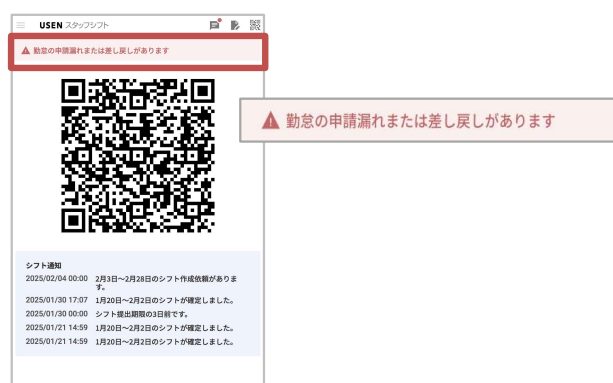 USEN スタッフシフト
勤怠の申請漏れまたは差し戻しがあります
勤怠の申請漏れまたは差し戻しがあります
シフト通知
2025/02/04 00:00 2月3日～2月28日のシフト作成依頼がありま
す。
2025/01/30 17:07 1月20日～2月2日のシフトが確定しました。
2025/01/30 00:00 シフト提出期限の3日前です。
2025/01/21 14:59 1月20日～2月2日のシフトが確定しました。
2025/01/21 14:59 1月20日～2月2日のシフトが確定しました。